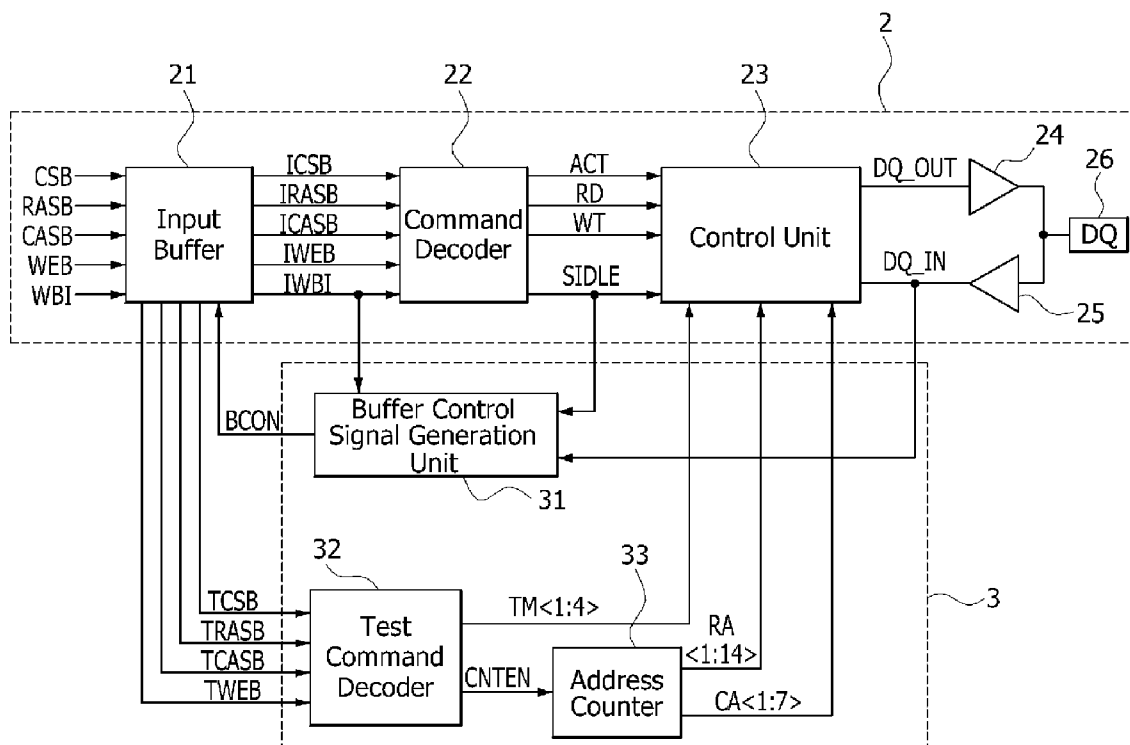 2
21
22
23
24
26
CSB
RASB
CASB
WEB
WBI
Input
Buffer
ICSB
IRASB
ICASB
IWEB
IWBI
Command
Decoder
ACT
RD
WT
SIDLE
Control Unit
DQ_OUT
DQ_IN
DQ
25
BCON
Buffer Control
Signal Generation
Unit
31
32
33
3
TCSB
TRASB
TCASB
TWEB
Test
Command
Decoder
TM<1:4>
CNTEN
Address
Counter
RA
<1:14>
CA<1:7>